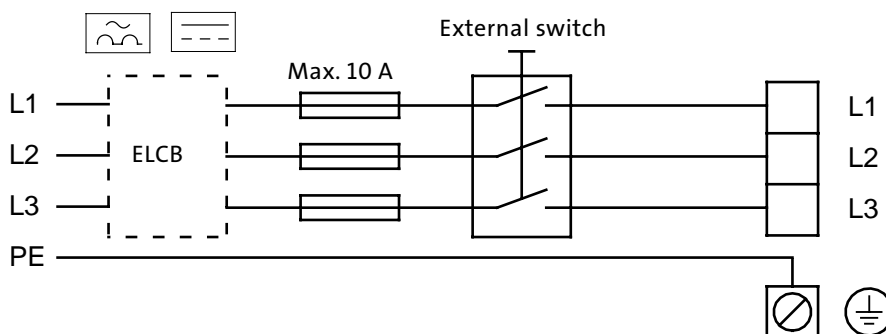 External switch
Max. 10 A
L1 L1
L2 ELCB L2
L3 L3
PE